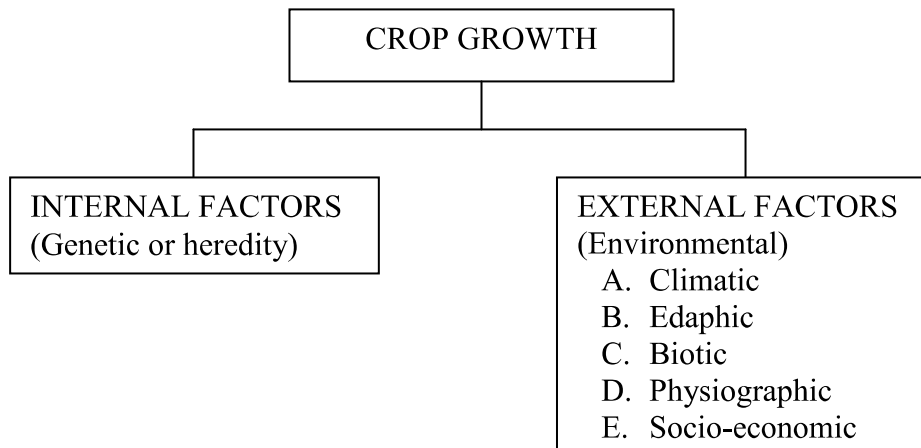 CROP GROWTH
INTERNAL FACTORS
(Genetic or heredity)
EXTERNAL FACTORS
(Environmental)
A. Climatic
B. Edaphic
C. Biotic
D. Physiographic
E. Socio-economic